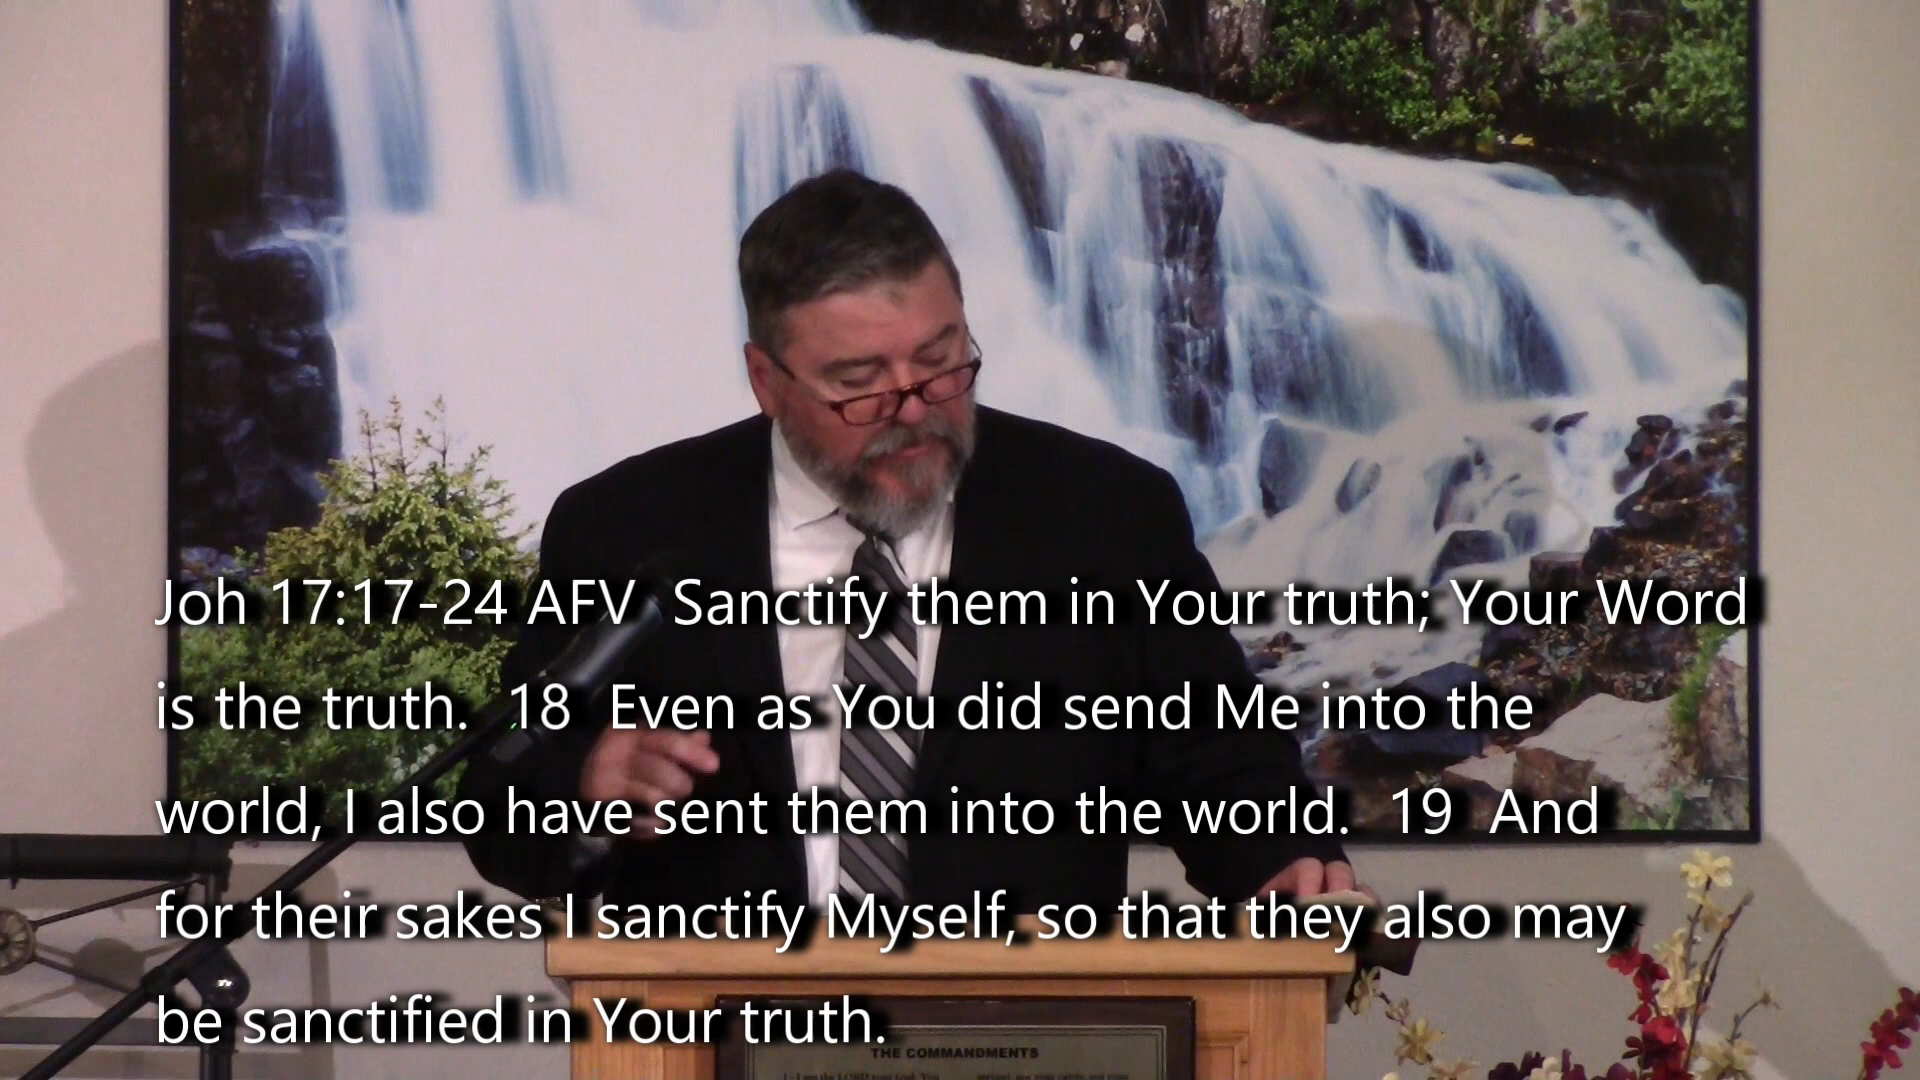 Joh 17:17-24 AFV  Sanctify them in Your truth; Your Word
is the truth.  18  Even as You did send Me into the
world, I also have sent them into the world.  19  And
for their sakes I sanctify Myself, so that they also may
be sanctified in Your truth.
THE COMMANDMENTS